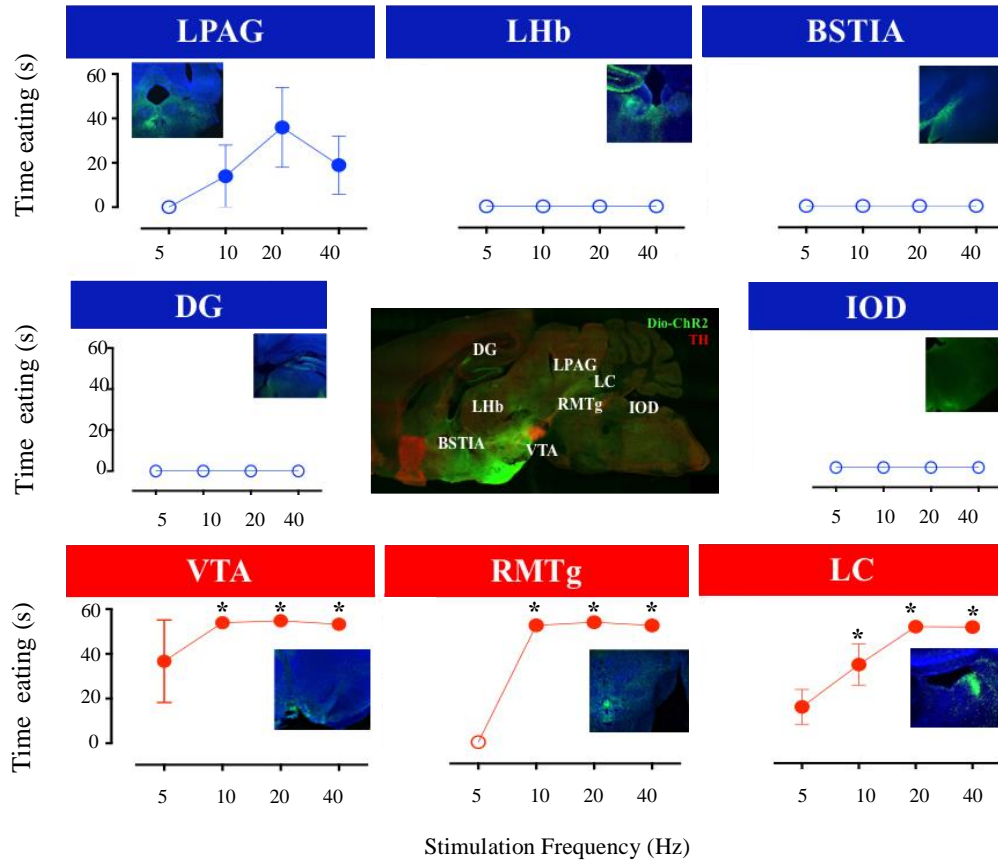 LPAG
LHb
BSTIA
Time eating (s)
60
40
20
0
5 10 20 40
5 10 20 40
5 10 20 40
DG
IOD
Time eating (s)
60
40
20
0
5 10 20 40
Dio-ChR2
TH
DG
LPAG
LC
LHb
RMTg
IOD
BSTIA
VTA
5 10 20 40
VTA
RMTg
LC
Time eating (s)
60
40
20
0
* * *
* * *
* * *
5 10 20 40
5 10 20 40
5 10 20 40
Stimulation Frequency (Hz)